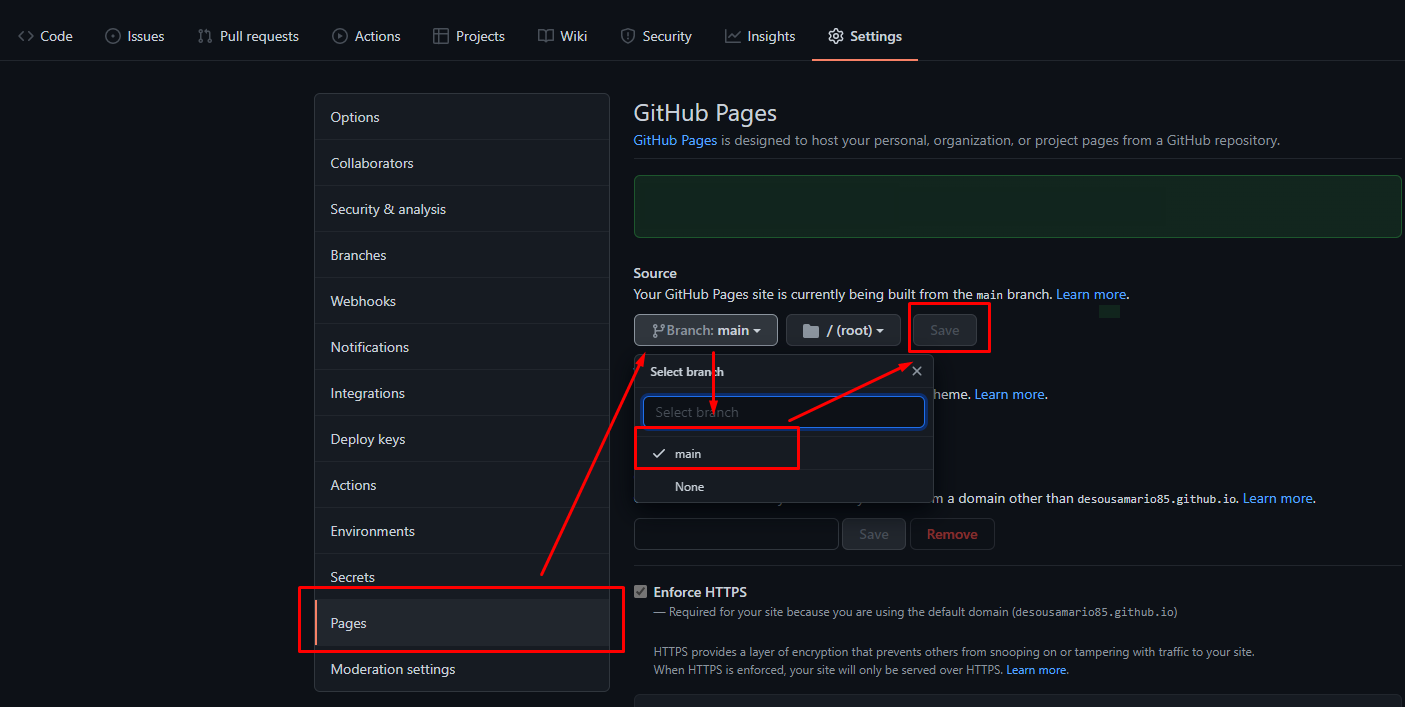 Code Issues Pull requests Actions Projects Wiki Security Insights Settings
Options
Collaborators
Security & analysis
Branches
Webhooks
Notifications
Integrations
Deploy keys
Actions
Environments
Secrets
Pages
Moderation settings
GitHub Pages
GitHub Pages is designed to host your personal, organization, or project pages from a GitHub repository.
Source
Your GitHub Pages site is currently being built from the main branch. Learn more.
Branch: main / (root) Save
Select branch
heme. Learn more.
Select branch
main
None
m a domain other than desousamario85.github.io. Learn more.
Save Remove
Enforce HTTPS
— Required for your site because you are using the default domain (desousamario85.github.io)
HTTPS provides a layer of encryption that prevents others from snooping on or tampering with traffic to your site.
When HTTPS is enforced, your site will only be served over HTTPS. Learn more.